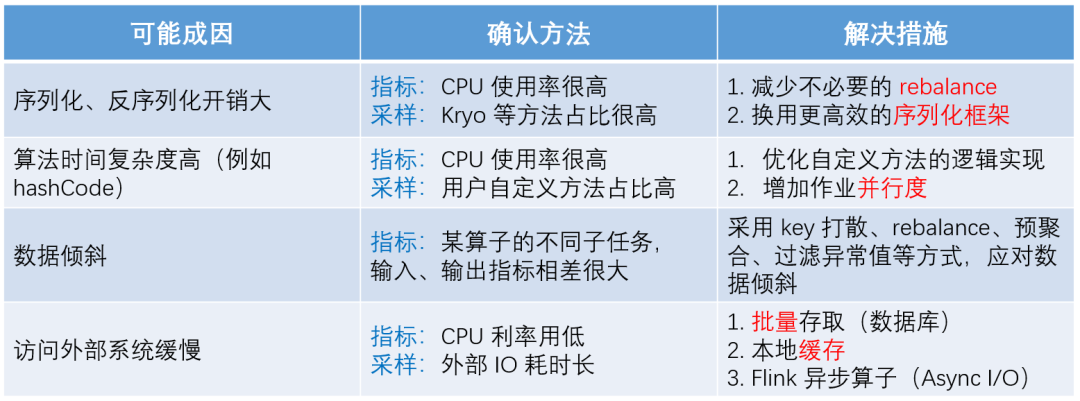 可能成因
确认方法
解决措施
序列化、反序列化开销大
指标：CPU 使用率很高
采样：Kryo 等方法占比很高
1. 减少不必要的 rebalance
2. 换用更高效的序列化框架
算法时间复杂度高（例如
hashCode）
指标：CPU 使用率很高
采样：用户自定义方法占比高
1. 优化自定义方法的逻辑实现
2. 增加作业并行度
数据倾斜
指标：某算子的不同子任务,
输入、输出指标相差很大
采用 key 打散、rebalance、预聚
合、过滤异常值等方式，应对数
据倾斜
访问外部系统缓慢
指标：CPU 利率用低
采样：外部 IO 耗时长
1. 批量存取（数据库）
2. 本地缓存
3. Flink 异步算子（Async I/O）